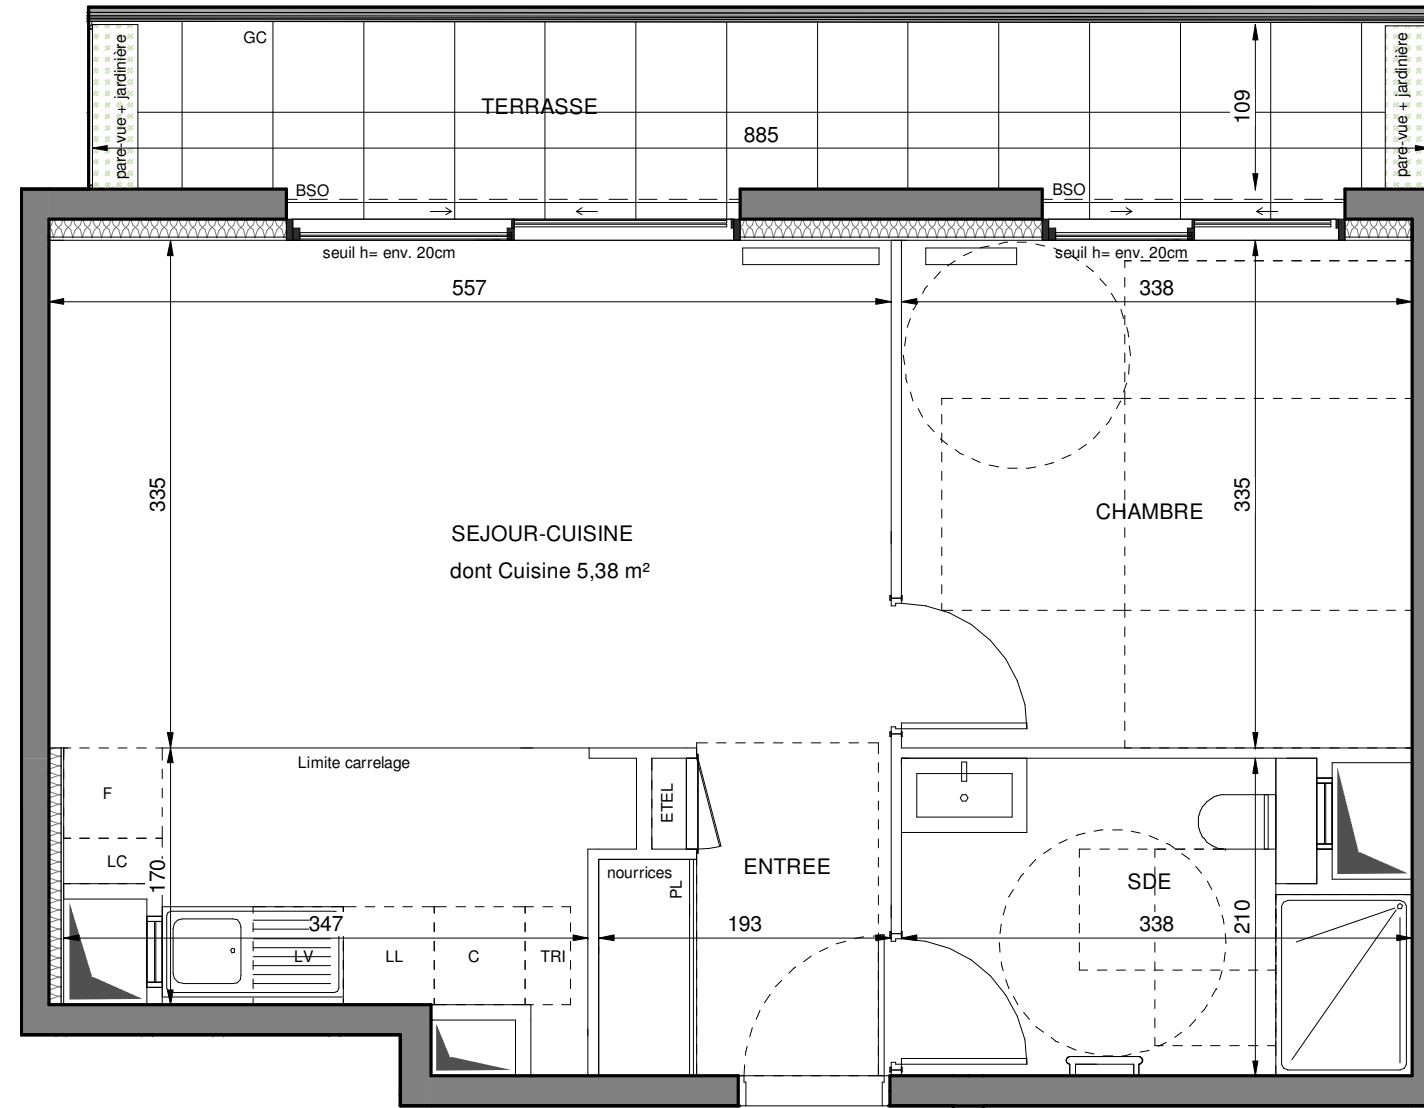 GC
pare-vue + jardinière
TERRASSE
885
109
pare-vue + jardinière
BSO
BSO
seuil h= env. 20cm
seuil h= env. 20cm
557
338
335
SEJOUR-CUISINE
dont Cuisine 5,38 m²
CHAMBRE
335
Limite carrelage
F
LC
170
ETEL
nourrices
PL
ENTREE
SDE
347
193
338
210
LV
LL
C
TRI